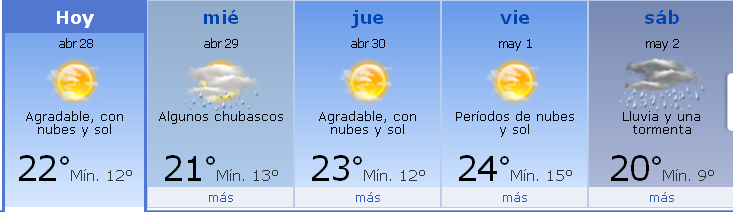 Hoy
abr 28
Agradable, con
nubes y sol
22° Mín. 12°
mié
abr 29
Algunos chubascos
21° Mín. 13°
más
jue
abr 30
Agradable, con
nubes y sol
23° Mín. 12°
más
vie
may 1
Períodos de nubes
y sol
24° Mín. 15°
más
sáb
may 2
Lluvia y una
tormenta
20° Mín. 9°
más